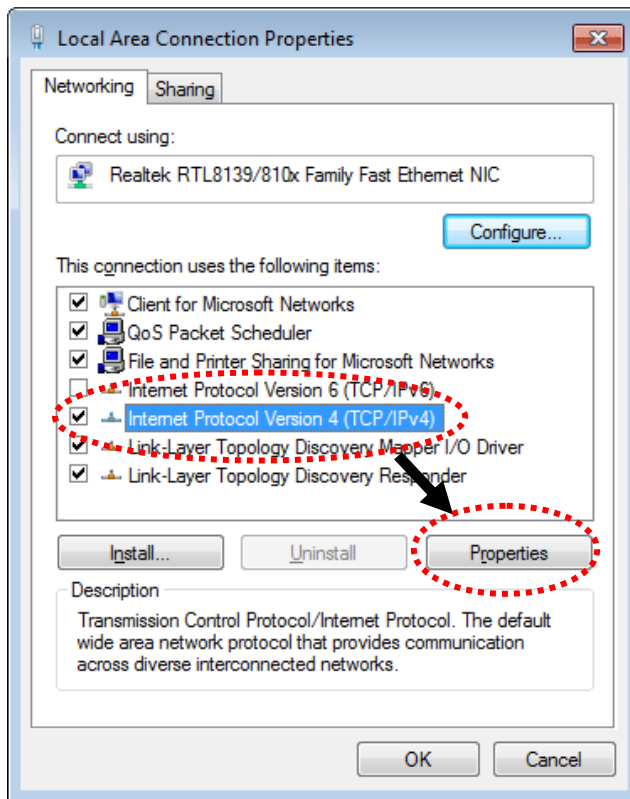 Local Area Connection Properties
Networking
Sharing
Connect using:
Realtek RTL8139/810x Family Fast Ethernet NIC
Configure...
This connection uses the following items:
Client for Microsoft Networks
QoS Packet Scheduler
File and Printer Sharing for Microsoft Networks
Internet Protocol Version 6 (TCP/IPv6)
Internet Protocol Version 4 (TCP/IPv4)
Link-Layer Topology Discovery Mapper I/O Driver
Link-Layer Topology Discovery Responder
Install...
Uninstall
Properties
Description
Transmission Control Protocol/Internet Protocol. The default
wide area network protocol that provides communication
across diverse interconnected networks.
OK
Cancel